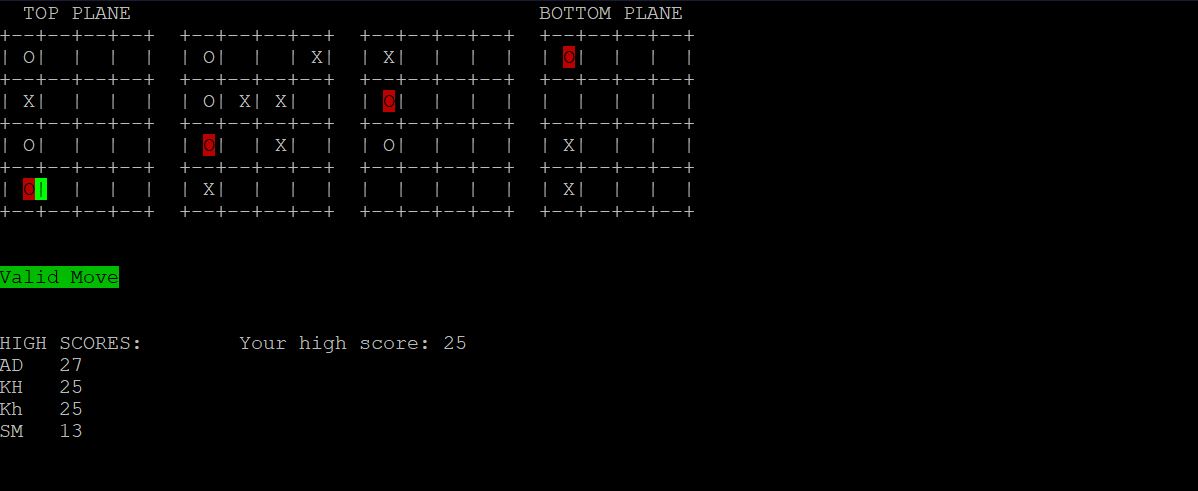 TOP PLANE                                  BOTTOM PLANE
+--+--+--+--+  +--+--+--+--+  +--+--+--+--+  +--+--+--+--+
| O|  |  |  |  | O|  |  | X|  | X|  |  |  |  | O|  |  |  |
+--+--+--+--+  +--+--+--+--+  +--+--+--+--+  +--+--+--+--+
| X|  |  |  |  | O| X| X|  |  | O|  |  |  |  |  |  |  |  |
+--+--+--+--+  +--+--+--+--+  +--+--+--+--+  +--+--+--+--+
| O|  |  |  |  | O|  | X|  |  | O|  |  |  |  | X|  |  |  |
+--+--+--+--+  +--+--+--+--+  +--+--+--+--+  +--+--+--+--+
| O|  |  |  |  | X|  |  |  |  |  |  |  |  |  | X|  |  |  |
+--+--+--+--+  +--+--+--+--+  +--+--+--+--+  +--+--+--+--+
Valid Move
HIGH SCORES:        Your high score: 25
AD   27
KH   25
Kh   25
SM   13